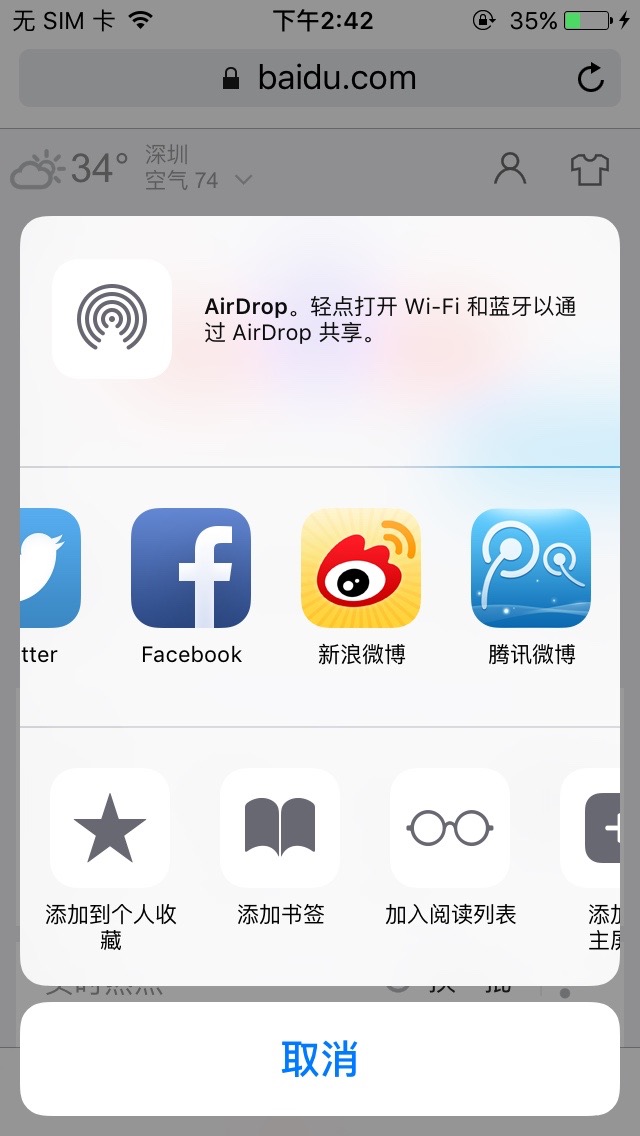 无 SIM 卡
下午2:42
35%
baidu.com
34°
深圳
空气 74
AirDrop。轻点打开 Wi-Fi 和蓝牙以通
过 AirDrop 共享。
tter
Facebook
新浪微博
腾讯微博
添加到个人收
藏
添加书签
加入阅读列表
添加
主屏
取消